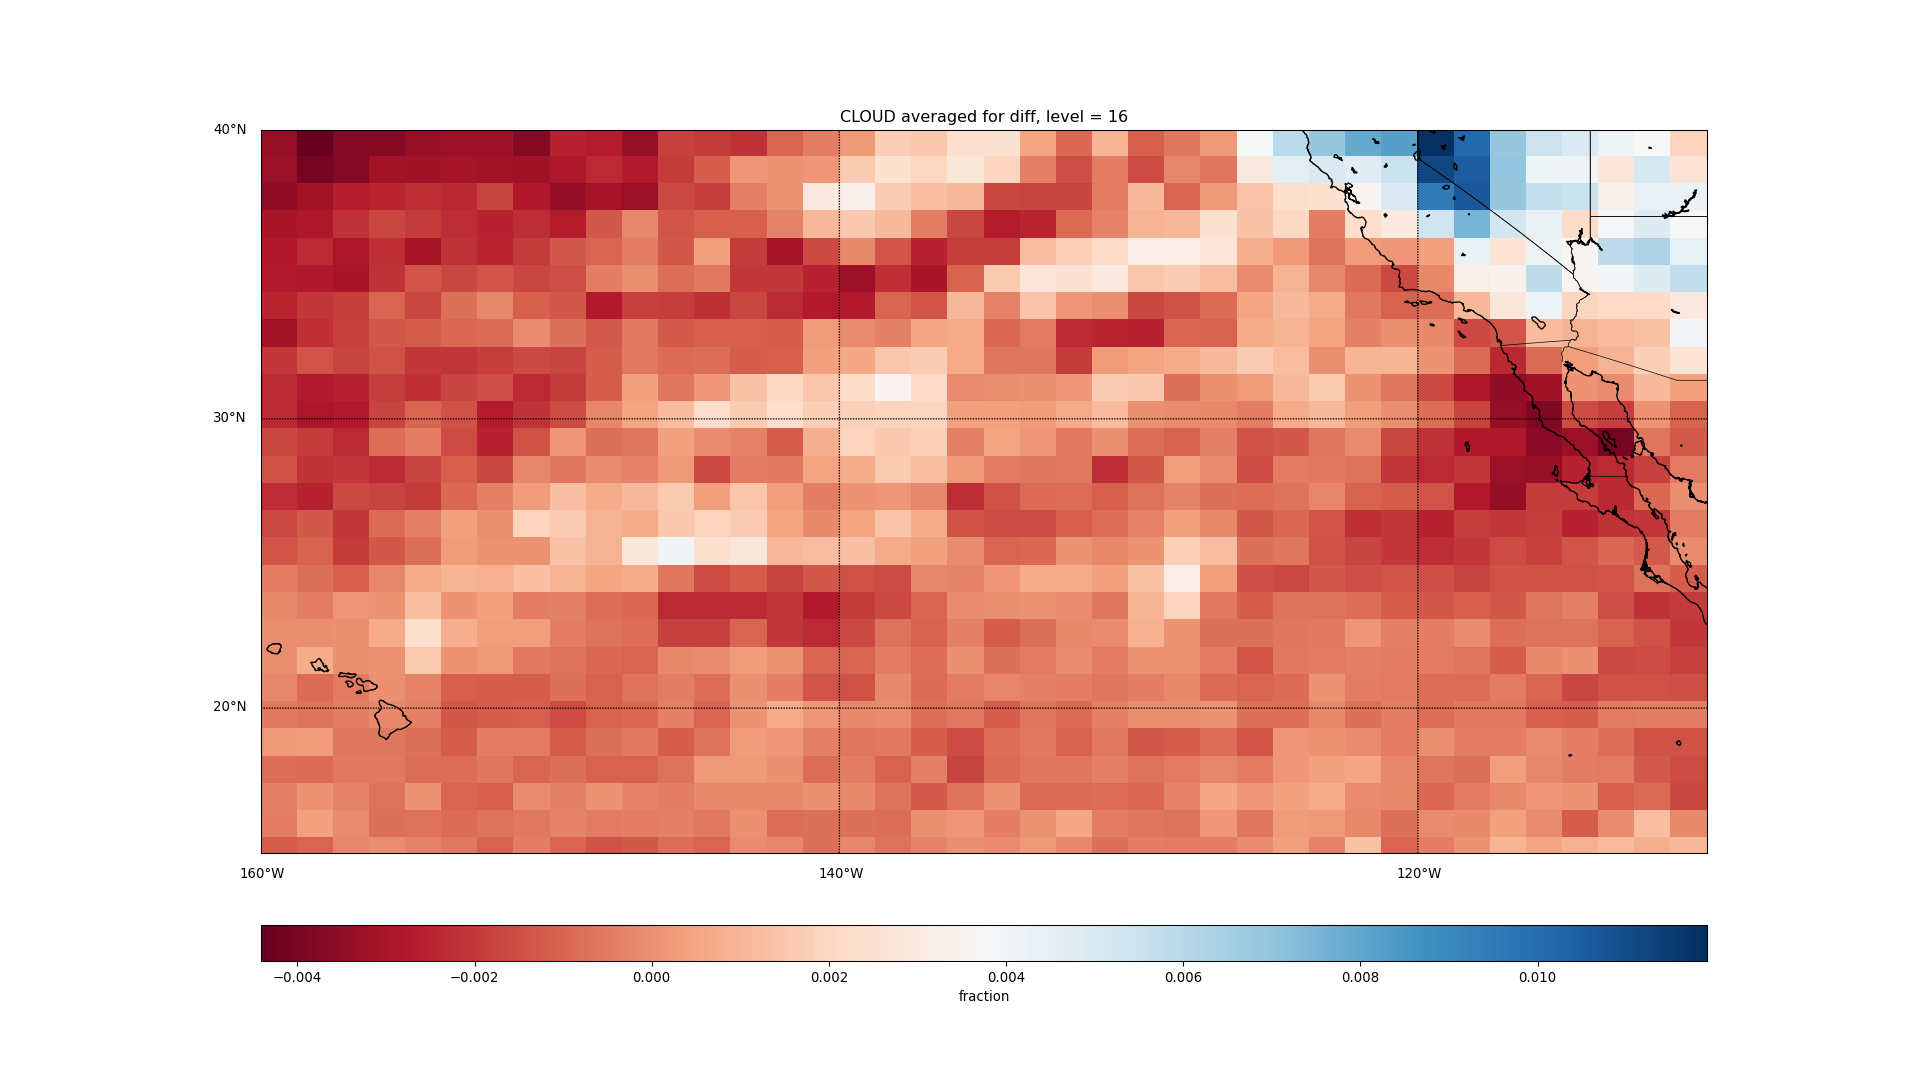 CLOUD averaged for diff, level = 16
40°N
30°N
20°N
160°W 140°W 120°W
−0.004 −0.002 0.000 0.002 0.004 0.006 0.008 0.010
fraction